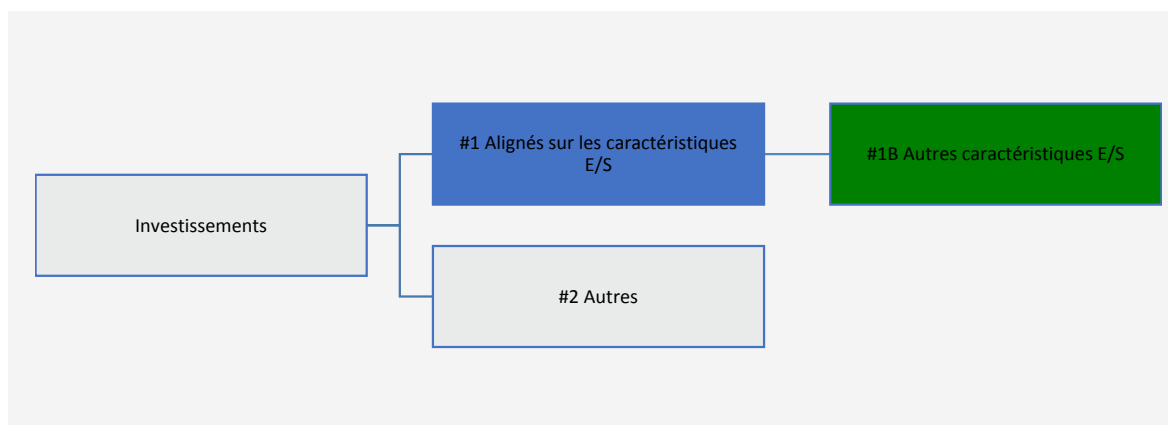 #1 Alignés sur les caractéristiques
E/S
#1B Autres caractéristiques E/S
Investissements
#2 Autres